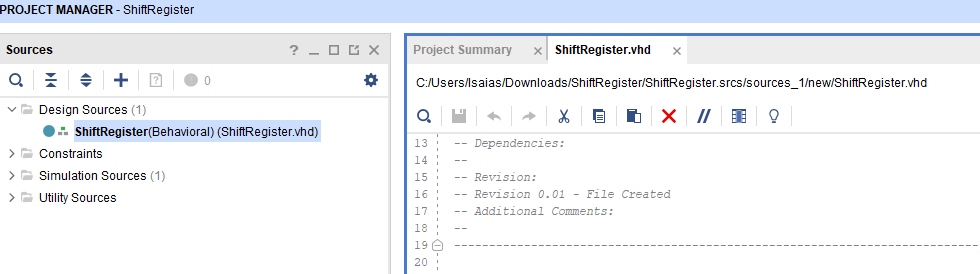 PROJECT MANAGER - ShiftRegister
Sources
? _ □ X
0
Design Sources (1)
ShiftRegister(Behavioral) (ShiftRegister.vhd)
Constraints
Simulation Sources (1)
Utility Sources
Project Summary × ShiftRegister.vhd ×
C:/Users/Isaias/Downloads/ShiftRegister/ShiftRegister.srcs/sources_1/new/ShiftRegister.vhd
13 -- Dependencies:
14 --
15 -- Revision:
16 -- Revision 0.01 - File Created
17 -- Additional Comments:
18 --
19 ----------------------------------------------------------------------------------
20